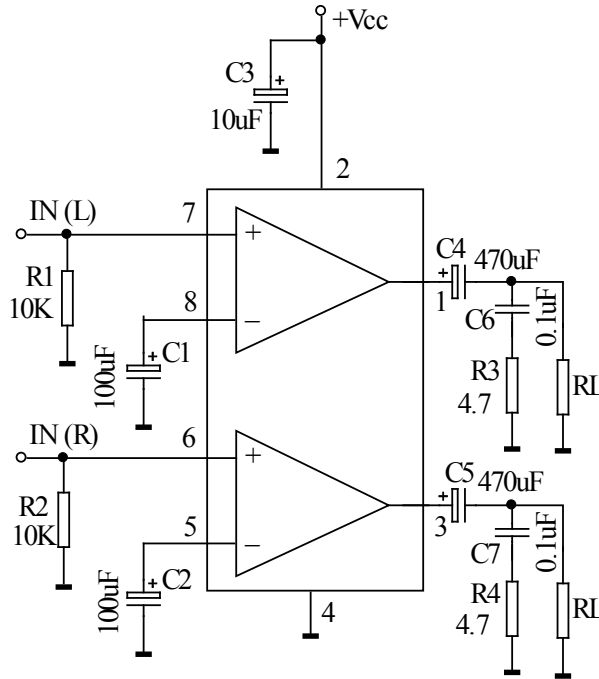 +Vcc
C3
+
10uF
2
IN (L)
7
+
R1
10K
8
−
+
C1
100uF
C4
+
470uF
1
C6
0.1uF
R3
4.7
RL
IN (R)
6
+
R2
10K
5
−
+
C2
100uF
C5
+
470uF
3
C7
0.1uF
R4
4.7
RL
4